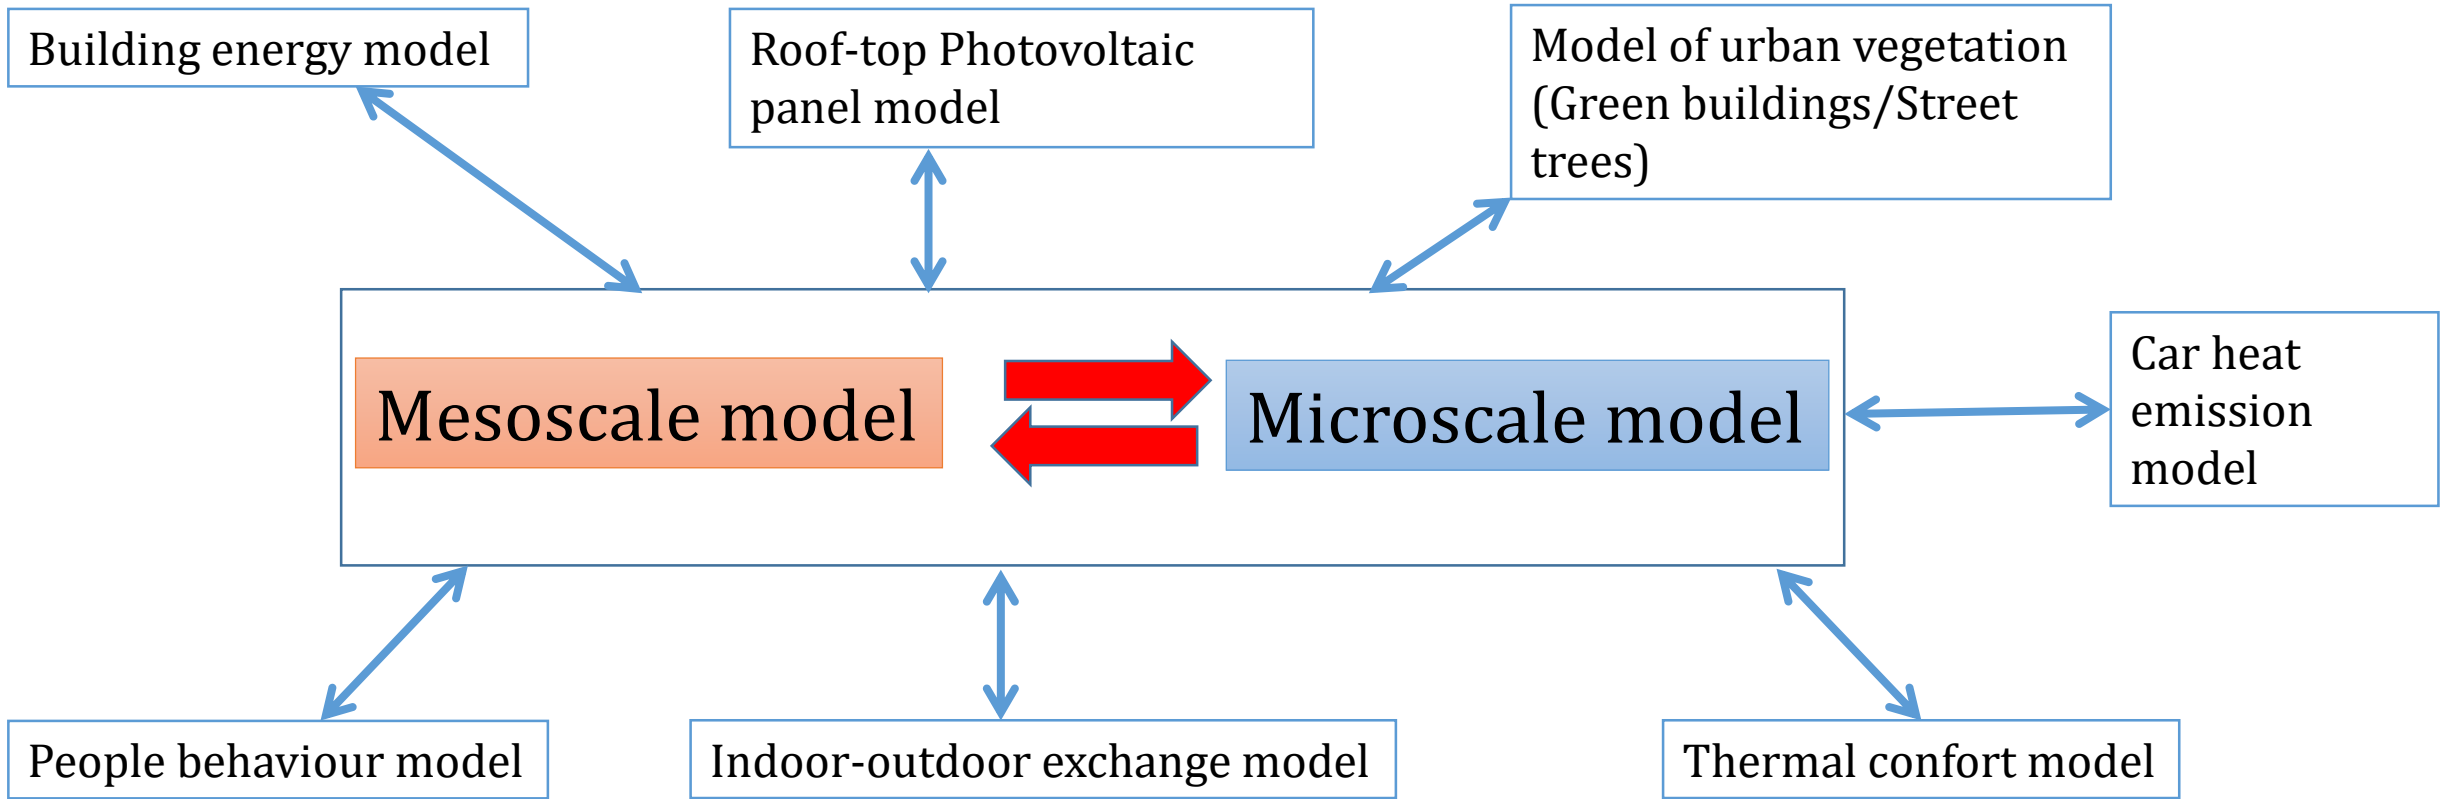 Building energy model
Roof-top Photovoltaic
panel model
Model of urban vegetation
(Green buildings/Street
trees)
Mesoscale model
Microscale model
Car heat
emission
model
People behaviour model
Indoor-outdoor exchange model
Thermal confort model